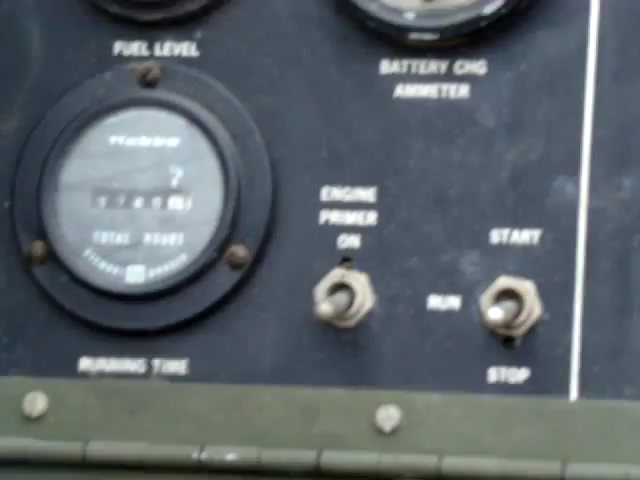 FUEL LEVEL
BATTERY CHG
AMMETER
TOTAL HOURS
RUNNING TIME
ENGINE
PRIMER
ON
START
RUN
STOP